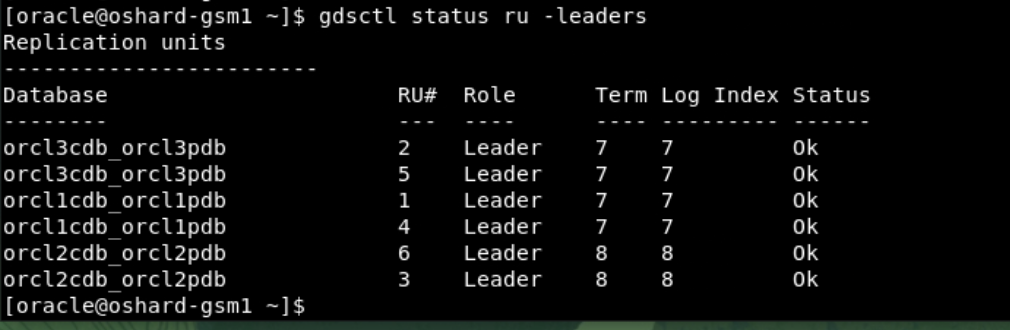 [oracle@oshard-gsm1 ~]$ gdsctl status ru -leaders
Replication units
------------------------
Database                      RU#  Role      Term Log Index Status
--------                      ---  ----      ---- --------- ------
orcl3cdb_orcl3pdb             2    Leader    7    7         Ok
orcl3cdb_orcl3pdb             5    Leader    7    7         Ok
orcl1cdb_orcl1pdb             1    Leader    7    7         Ok
orcl1cdb_orcl1pdb             4    Leader    7    7         Ok
orcl2cdb_orcl2pdb             6    Leader    8    8         Ok
orcl2cdb_orcl2pdb             3    Leader    8    8         Ok
[oracle@oshard-gsm1 ~]$